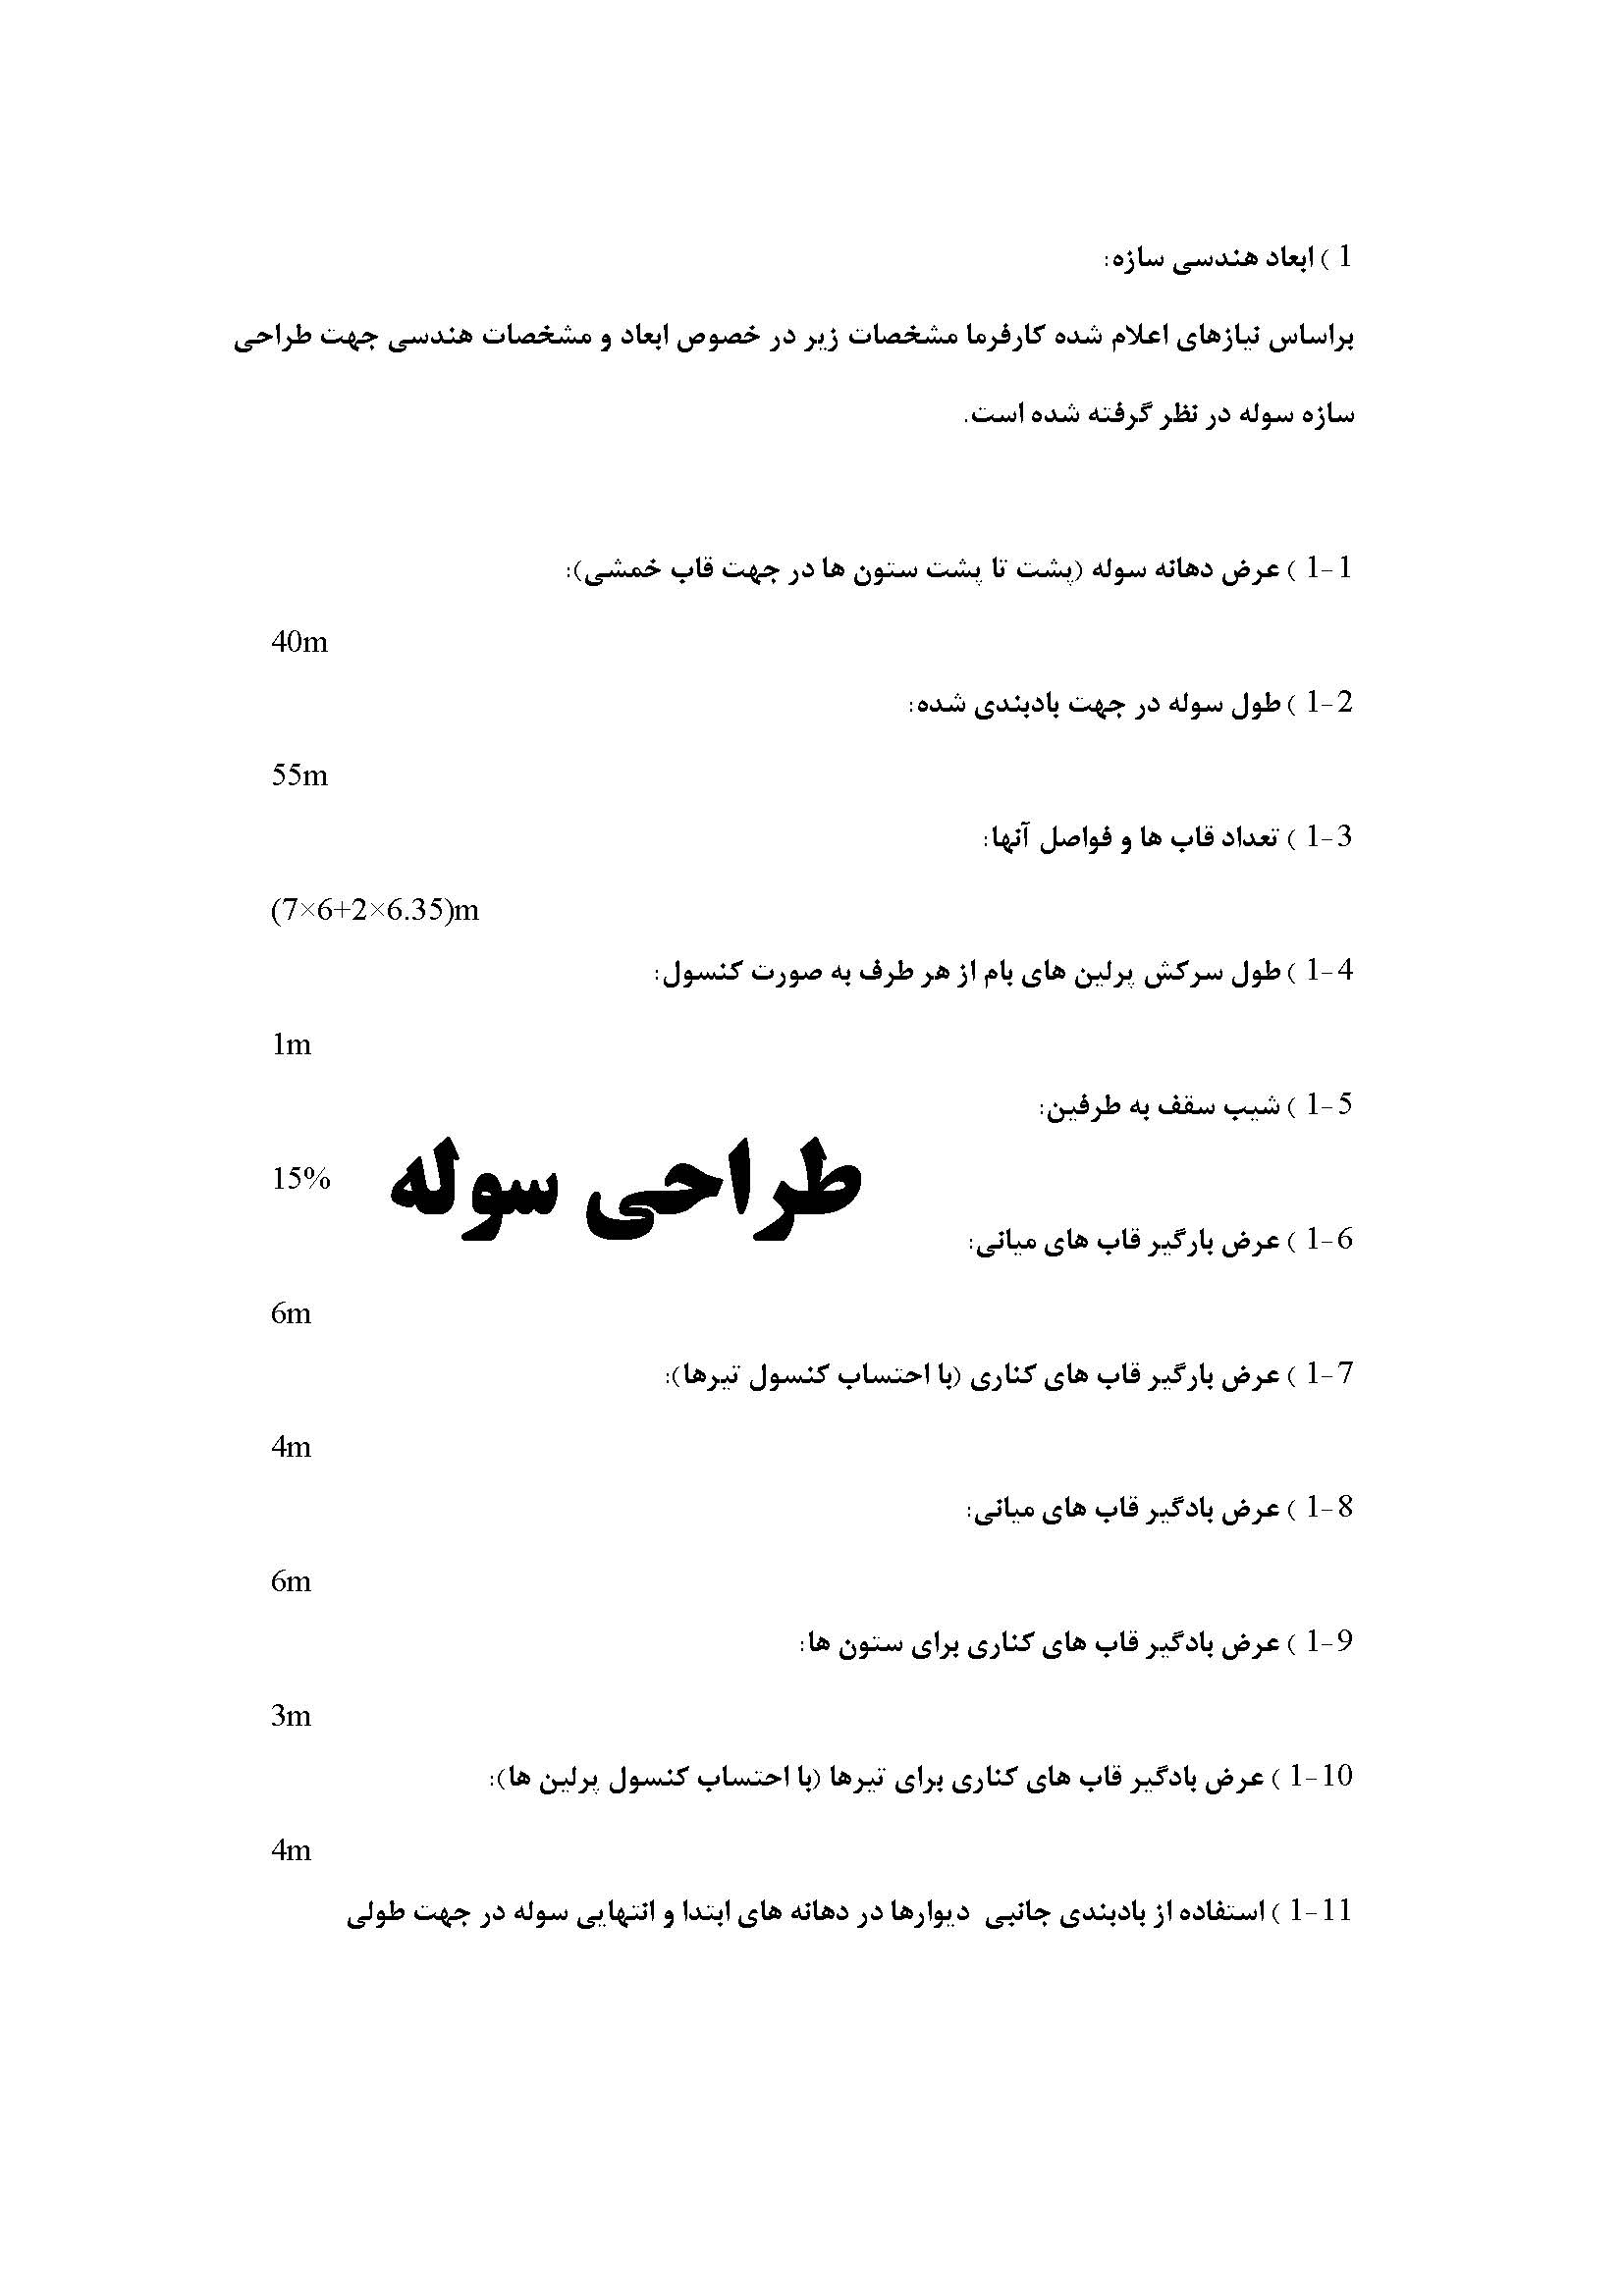 1 ) ابعاد هندسی سازه:
براساس نیازهای اعلام شده کارفرما مشخصات زیر در خصوص ابعاد و مشخصات هندسی جهت طراحی
سازه سوله در نظر گرفته شده است.
1-1 ) عرض دهانه سوله (پشت تا پشت ستون ها در جهت قاب خمشی):
40m
1-2 ) طول سوله در جهت بادبندی شده:
55m
1-3 ) تعداد قاب ها و فواصل آنها:
(7×6+2×6.35)m
1-4 ) طول سرکش پرلین های بام از هر طرف به صورت کنسول:
1m
1-5 ) شیب سقف به طرفین:
15%
طراحی سوله
1-6 ) عرض بارگیر قاب های میانی:
6m
1-7 ) عرض بارگیر قاب های کناری (با احتساب کنسول تیرها):
4m
1-8 ) عرض بادگیر قاب های میانی:
6m
1-9 ) عرض بادگیر قاب های کناری برای ستون ها:
3m
1-10 ) عرض بادگیر قاب های کناری برای تیرها (با احتساب کنسول پرلین ها):
4m
1-11 ) استفاده از بادبندی جانبی دیوارها در دهانه های ابتدا و انتهایی سوله در جهت طولی